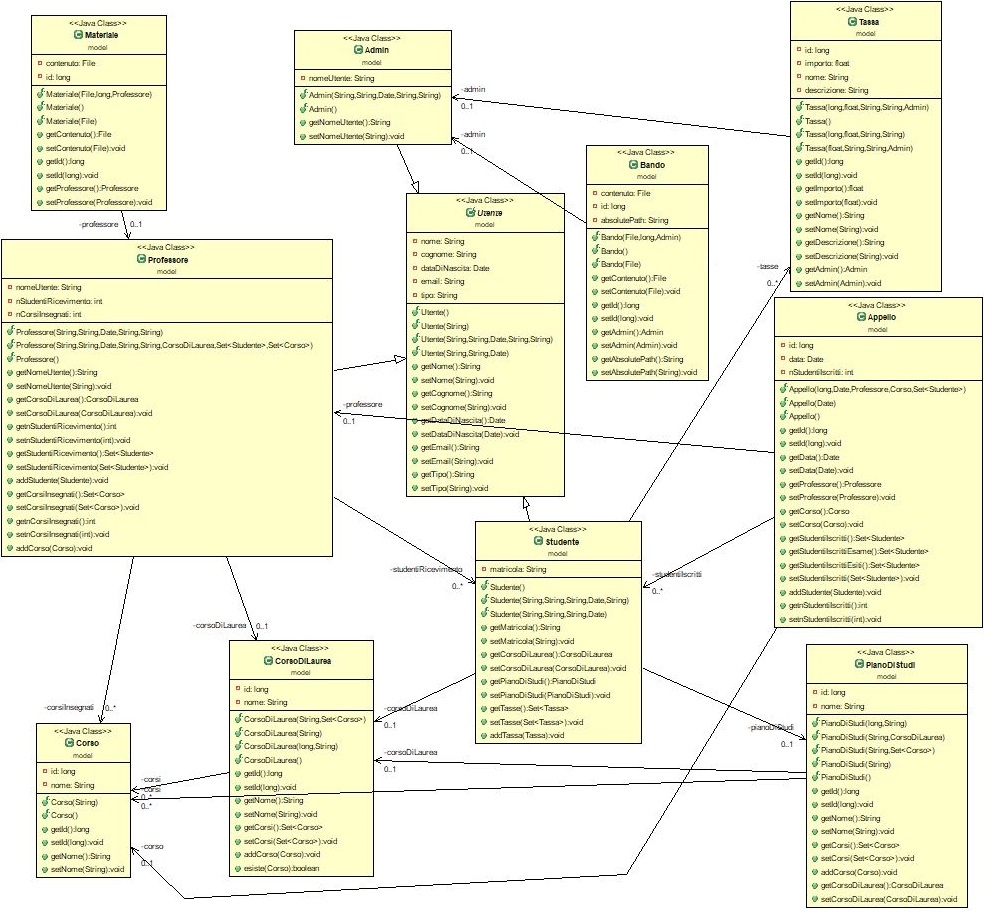 <<Java Class>>
Materiale
model
contenuto: File
id: long
Materiale(File,long,Professore)
Materiale()
Materiale(File)
getContenuto():File
setContenuto(File):void
getId():long
setId(long):void
getProfessore():Professore
setProfessore(Professore):void
-professore
0..1
<<Java Class>>
Admin
model
nomeUtente: String
Admin(String,String,Date,String,String)
Admin()
getNomeUtente():String
setNomeUtente(String):void
-admin
0..1
-admin
0..1
<<Java Class>>
Tassa
model
id: long
importo: float
nome: String
descrizione: String
Tassa(long,float,String,String,Admin)
Tassa()
Tassa(long,float,String,String)
Tassa(float,String,String,Admin)
getId():long
setId(long):void
getImporto():float
setImporto(float):void
getNome():String
setNome(String):void
getDescrizione():String
setDescrizione(String):void
getAdmin():Admin
setAdmin(Admin):void
<<Java Class>>
Bando
model
contenuto: File
id: long
absolutePath: String
Bando(File,long,Admin)
Bando()
Bando(File)
getContenuto():File
setContenuto(File):void
getId():long
setId(long):void
getAdmin():Admin
setAdmin(Admin):void
getAbsolutePath():String
setAbsolutePath(String):void
-tasse
0..*
<<Java Class>>
Utente
model
nome: String
cognome: String
dataDiNascita: Date
email: String
tipo: String
Utente()
Utente(String)
Utente(String,String,Date,String,String)
Utente(String,String,Date)
getNome():String
setNome(String):void
getCognome():String
setCognome(String):void
getDataDiNascita():Date
setDataDiNascita(Date):void
getEmail():String
setEmail(String):void
getTipo():String
setTipo(String):void
<<Java Class>>
Professore
model
nomeUtente: String
nStudentiRicevimento: int
nCorsiInsegnati: int
Professore(String,String,Date,String,String)
Professore(String,String,Date,String,String,CorsoDiLaurea,Set<Studente>,Set<Corso>)
Professore()
getNomeUtente():String
setNomeUtente(String):void
getCorsoDiLaurea():CorsoDiLaurea
setCorsoDiLaurea(CorsoDiLaurea):void
getnStudentiRicevimento():int
setnStudentiRicevimento(int):void
getStudentiRicevimento():Set<Studente>
setStudentiRicevimento(Set<Studente>):void
addStudente(Studente):void
getCorsiInsegnati():Set<Corso>
setCorsiInsegnati(Set<Corso>):void
getnCorsiInsegnati():int
setnCorsiInsegnati(int):void
addCorso(Corso):void
-professore
0..1
<<Java Class>>
Appello
model
id: long
data: Date
nStudentiIscritti: int
Appello(long,Date,Professore,Corso,Set<Studente>)
Appello(Date)
Appello()
getId():long
setId(long):void
getData():Date
setData(Date):void
getProfessore():Professore
setProfessore(Professore):void
getCorso():Corso
setCorso(Corso):void
getStudentiIscritti():Set<Studente>
getStudentiIscrittiEsame():Set<Studente>
getStudentiIscrittiEsiti():Set<Studente>
setStudentiIscritti(Set<Studente>):void
addStudente(Studente):void
getnStudentiIscritti():int
setnStudentiIscritti(int):void
-studentiRicevimento
0..*
-studentiIscritti
0..*
<<Java Class>>
Studente
model
matricola: String
Studente()
Studente(String,String,String,Date,String)
Studente(String,String,String,Date)
getMatricola():String
setMatricola(String):void
getCorsoDiLaurea():CorsoDiLaurea
setCorsoDiLaurea(CorsoDiLaurea):void
getPianoDiStudi():PianoDiStudi
setPianoDiStudi(PianoDiStudi):void
getTasse():Set<Tassa>
setTasse(Set<Tassa>):void
addTassa(Tassa):void
-corsoDiLaurea
0..1
<<Java Class>>
CorsoDiLaurea
model
id: long
nome: String
CorsoDiLaurea(String,Set<Corso>)
CorsoDiLaurea(String)
CorsoDiLaurea(long,String)
CorsoDiLaurea()
getId():long
setId(long):void
getNome():String
setNome(String):void
getCorsi():Set<Corso>
setCorsi(Set<Corso>):void
addCorso(Corso):void
esiste(Corso):boolean
-corsoDiLaurea
0..1
-corsoDiLaurea
0..1
-pianoDiStudi
0..1
<<Java Class>>
PianoDiStudi
model
id: long
nome: String
PianoDiStudi(long,String)
PianoDiStudi(String,CorsoDiLaurea)
PianoDiStudi(String,Set<Corso>)
PianoDiStudi(String)
PianoDiStudi()
getId():long
setId(long):void
getNome():String
setNome(String):void
getCorsi():Set<Corso>
setCorsi(Set<Corso>):void
addCorso(Corso):void
getCorsoDiLaurea():CorsoDiLaurea
setCorsoDiLaurea(CorsoDiLaurea):void
-corsiInsegnati
0..*
<<Java Class>>
Corso
model
id: long
nome: String
Corso(String)
Corso()
getId():long
setId(long):void
getNome():String
setNome(String):void
-corsi
-corsi
0..*
0..*
-corso
0..1